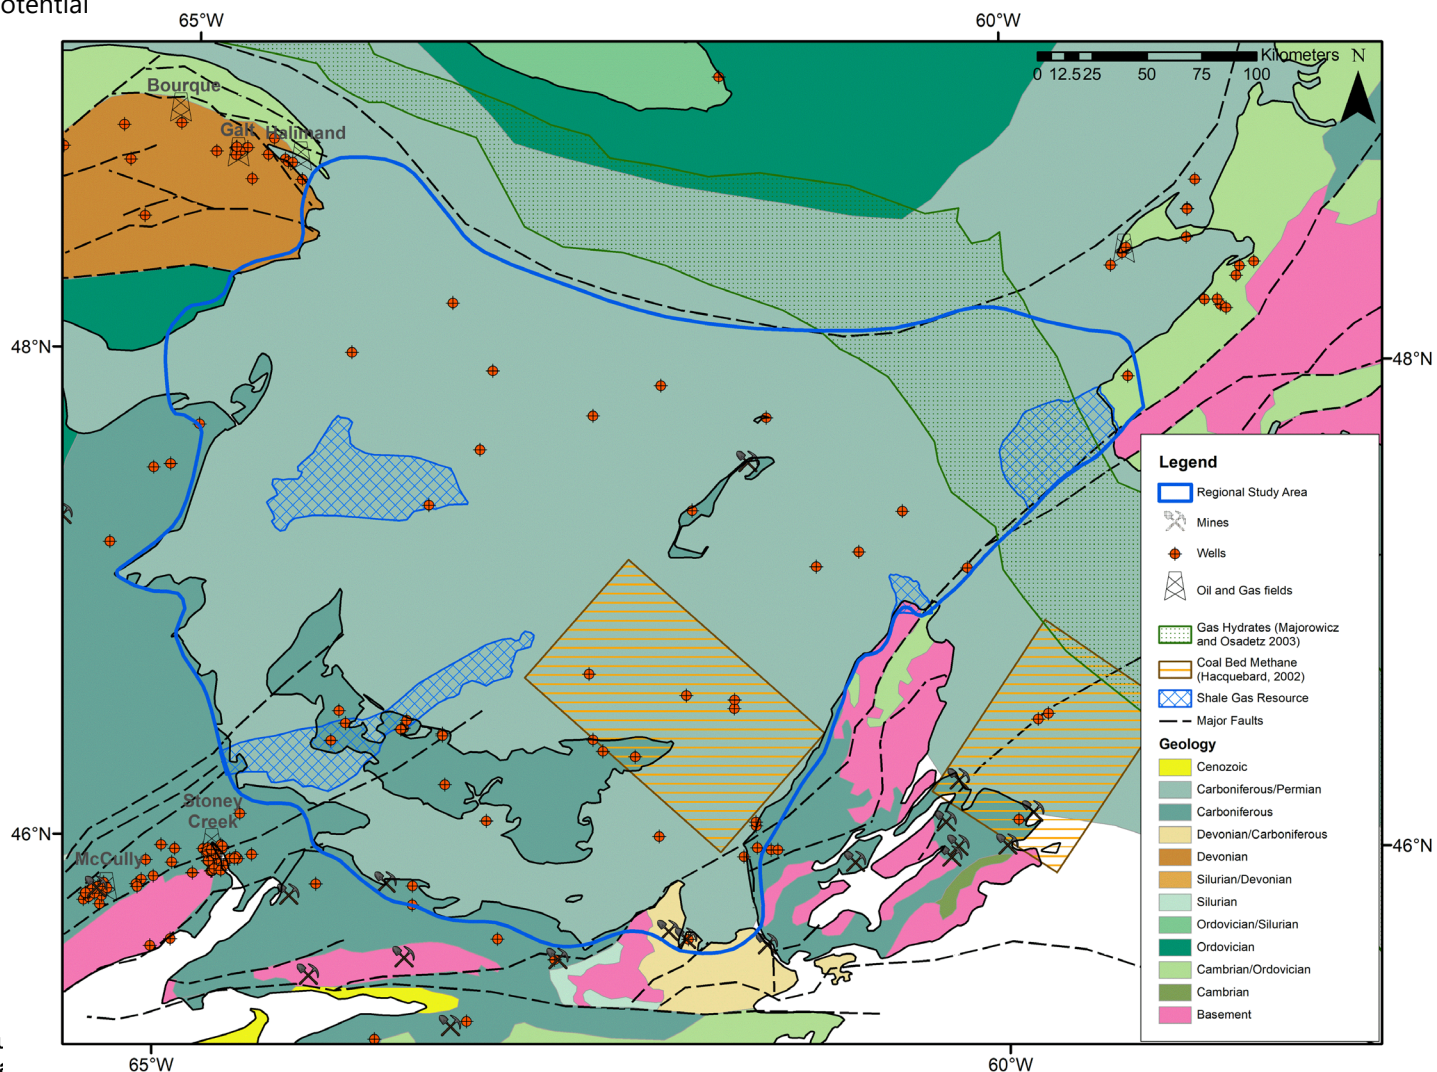 otential
65°W
60°W
Kilometers
N
0 12.5 25 50 75 100
Bourque
Galt
Halimand
48°N
48°N
Stoney
Creek
McCully
46°N
46°N
Legend
Regional Study Area
Mines
Wells
Oil and Gas fields
Gas Hydrates (Majorowicz
and Osadetz 2003)
Coal Bed Methane
(Hacquebard, 2002)
Shale Gas Resource
Major Faults
Geology
Cenozoic
Carboniferous/Permian
Carboniferous
Devonian/Carboniferous
Devonian
Silurian/Devonian
Silurian
Ordovician/Silurian
Ordovician
Cambrian/Ordovician
Cambrian
Basement
65°W
60°W